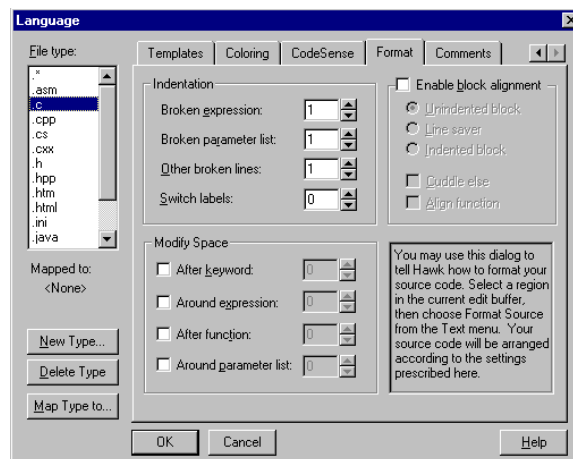 Language
File type:
.*
.asm
.c
.cpp
.cs
.cxx
.h
.hpp
.htm
.html
.ini
.java
Mapped to:
<None>
New Type...
Delete Type
Map Type to...
Templates Coloring CodeSense Format Comments
Indentation
Broken expression: 1
Broken parameter list: 1
Other broken lines: 1
Switch labels: 0
Enable block alignment
Unindented block
Line saver
Indented block
Cuddle else
Align function
Modify Space
After keyword: 0
Around expression: 0
After function: 0
Around parameter list: 0
You may use this dialog to
tell Hawk how to format your
source code. Select a region
in the current edit buffer,
then choose Format Source
from the Text menu. Your
source code will be arranged
according to the settings
prescribed here.
OK Cancel Help